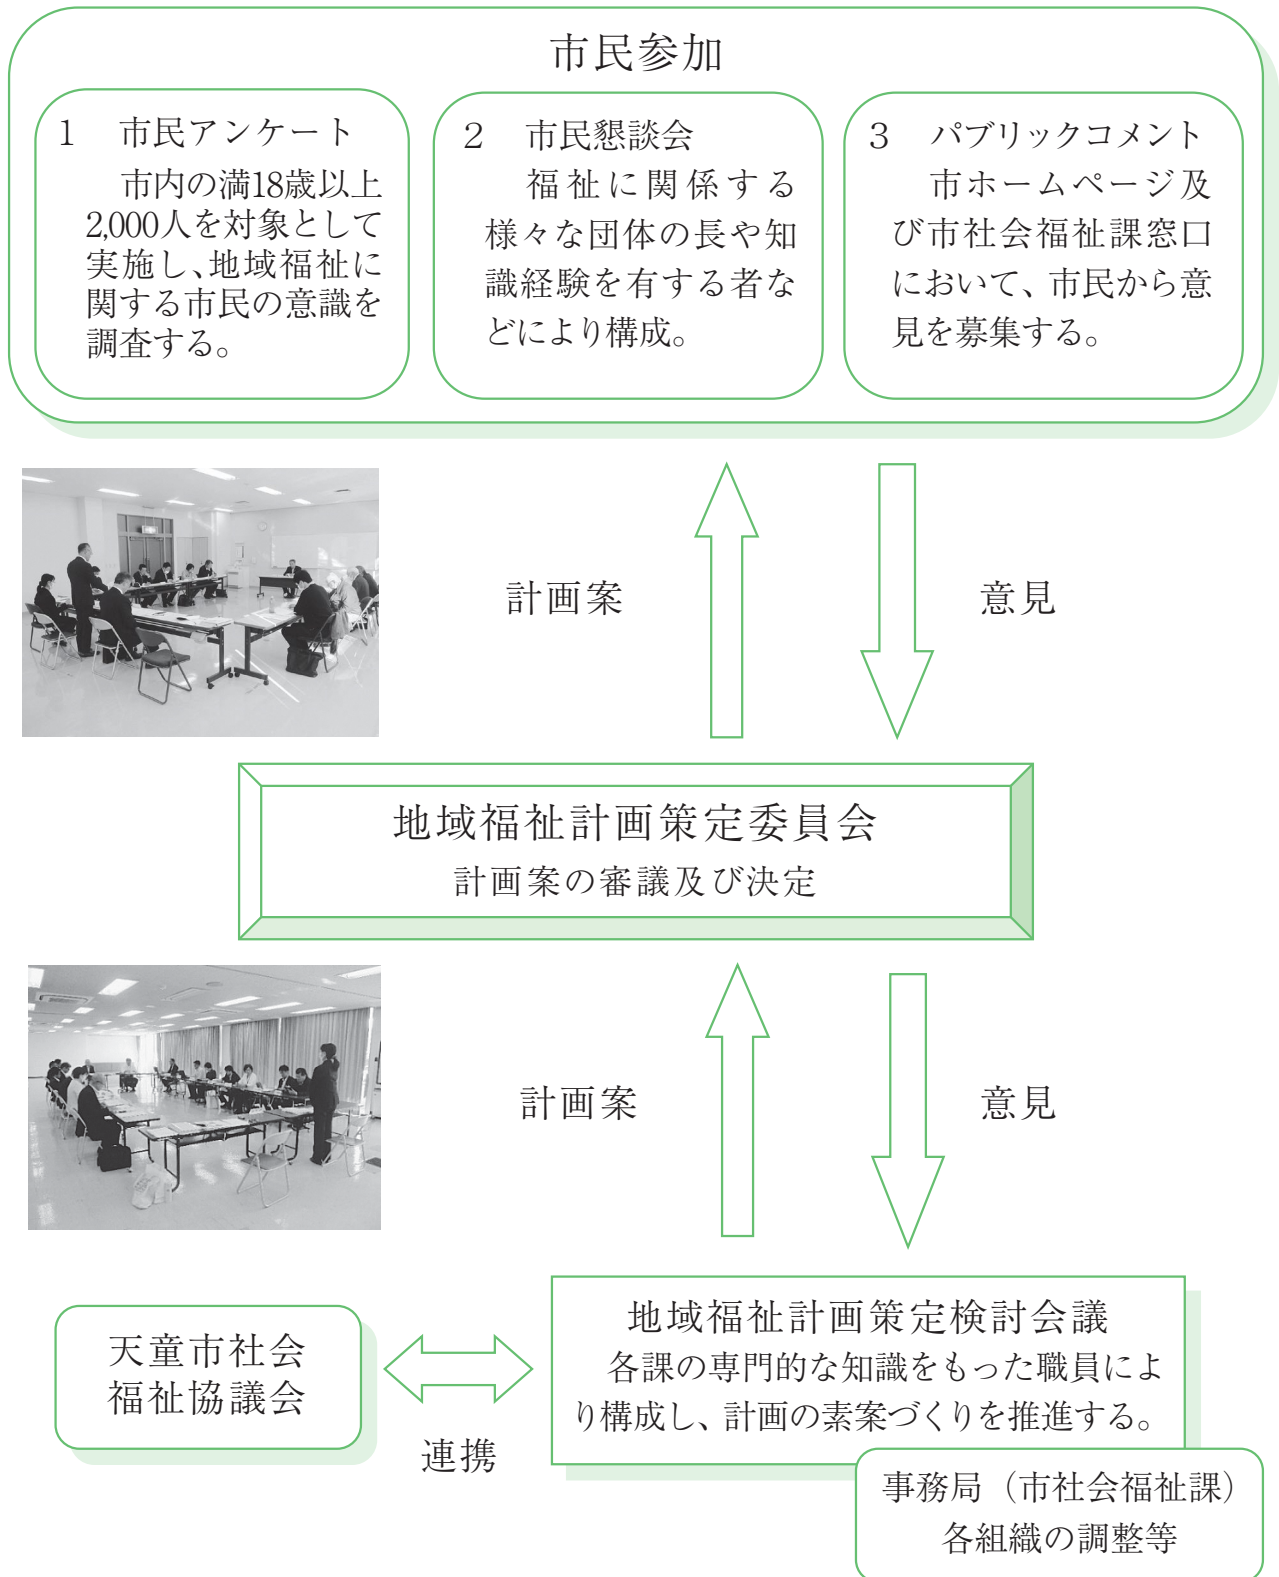 市民参加
1 市民アンケート
市内の満18歳以上
2,000人を対象として
実施し、地域福祉に
関する市民の意識を
調査する。
2 市民懇談会
福祉に関係する
様々な団体の長や知
識経験を有する者な
どにより構成。
3 パブリックコメント
市ホームページ及
び市社会福祉課窓口
において、市民から意
見を募集する。
計画案
意見
地域福祉計画策定委員会
計画案の審議及び決定
計画案
意見
天童市社会
福祉協議会
連携
地域福祉計画策定検討会議
各課の専門的な知識をもった職員によ
り構成し、計画の素案づくりを推進する。
事務局（市社会福祉課）
各組織の調整等